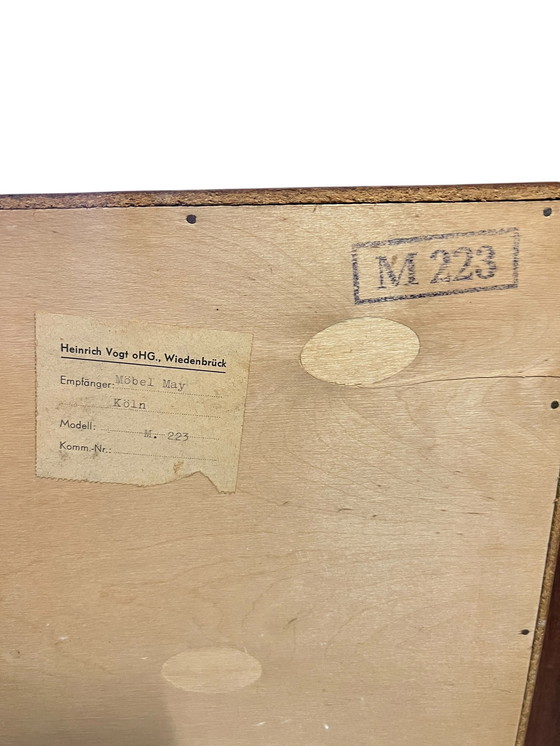 M 223
Heinrich Vogt oHG., Wiedenbrück
Empfänger: Möbel May
Köln
Modell: M. 223
Komm.-Nr.: